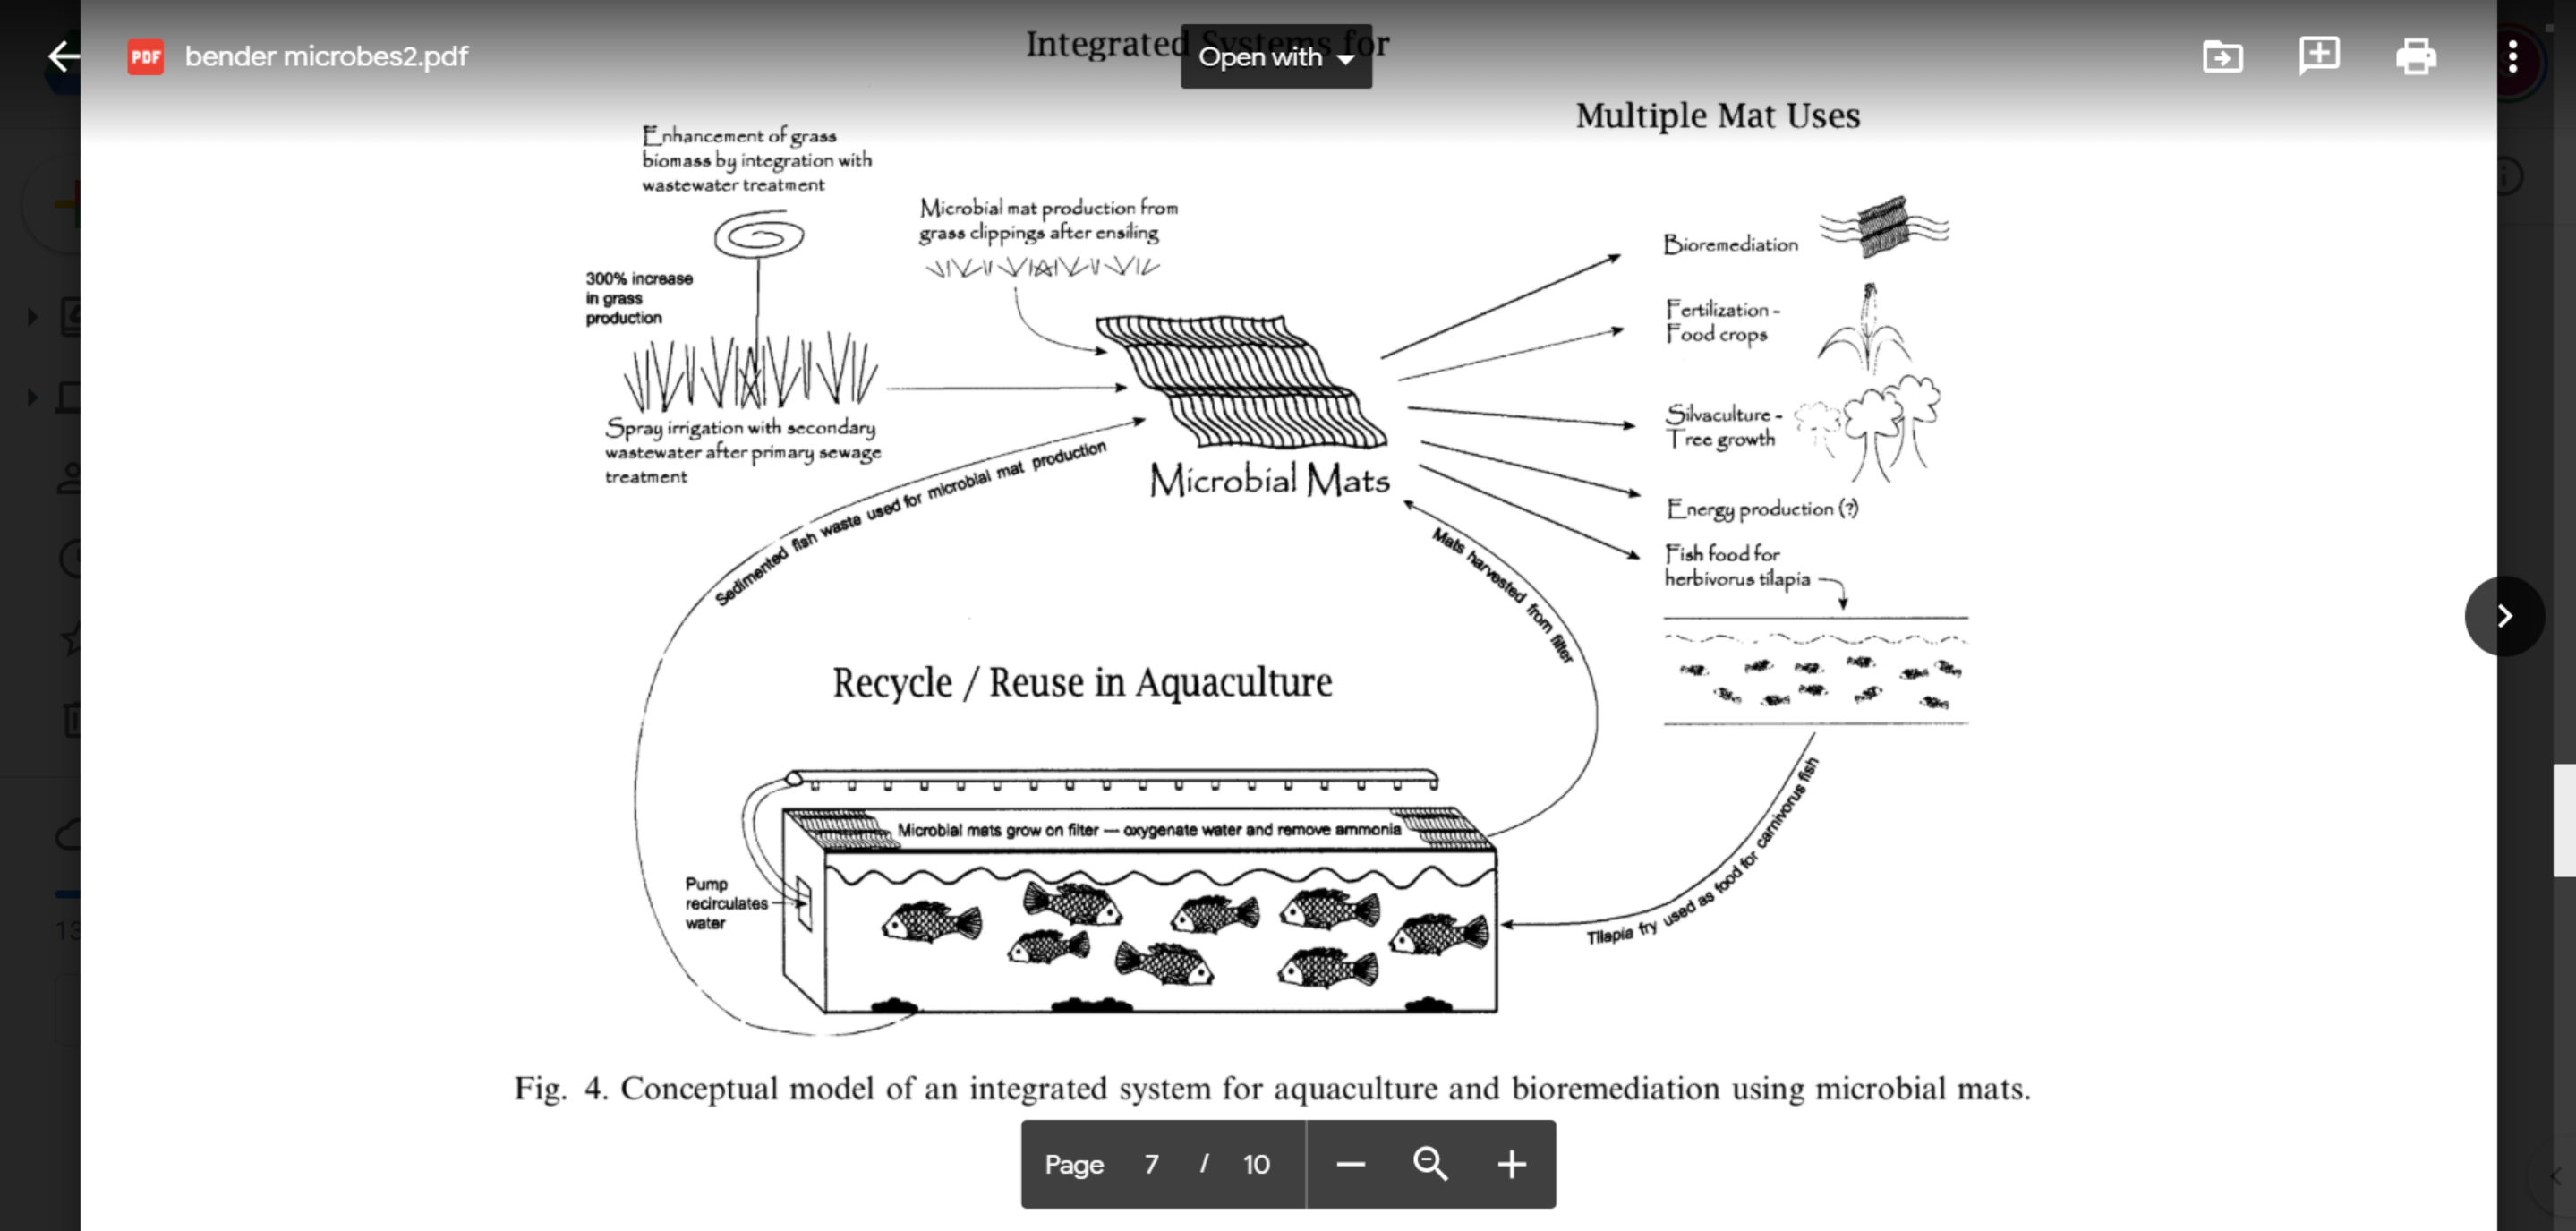 bender microbes2.pdf
PDF
Open with
Integrated Systems for
Multiple Mat Uses
Enhancement of grass
biomass by integration with
wastewater treatment
Microbial mat production from
grass clippings after ensiling
300% increase
in grass
production
Spray irrigation with secondary
wastewater after primary sewage
treatment
Sedimented fish waste used for microbial mat production
Microbial Mats
Bioremediation
Fertilization -
Food crops
Silvaculture -
Tree growth
Energy production (?)
Fish food for
herbivorus tilapia
Mats harvested from filter
Recycle / Reuse in Aquaculture
Microbial mats grow on filter — oxygenate water and remove ammonia
Pump
recirculates
water
Tilapia fry used as food for carnivorus fish
Fig. 4. Conceptual model of an integrated system for aquaculture and bioremediation using microbial mats.
Page 7 / 10
13